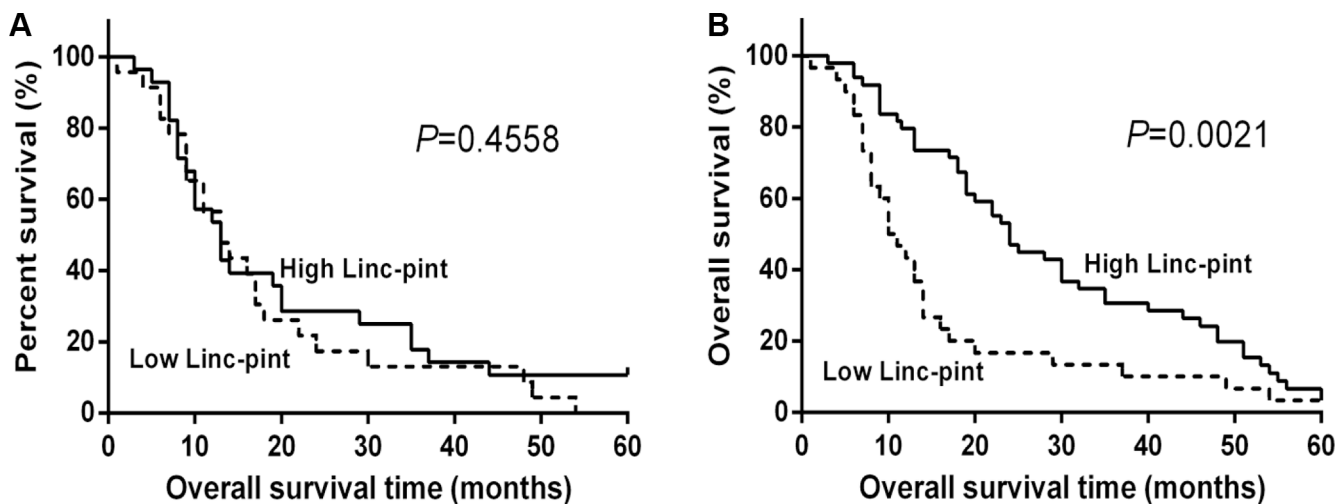 A
Percent survival (%)
100
80
60
40
20
0
P=0.4558
High Linc-pint
Low Linc-pint
0 10 20 30 40 50 60
Overall survival time (months)
B
Overall survival (%)
100
80
60
40
20
0
P=0.0021
High Linc-pint
Low Linc-pint
0 10 20 30 40 50 60
Overall survival time (months)